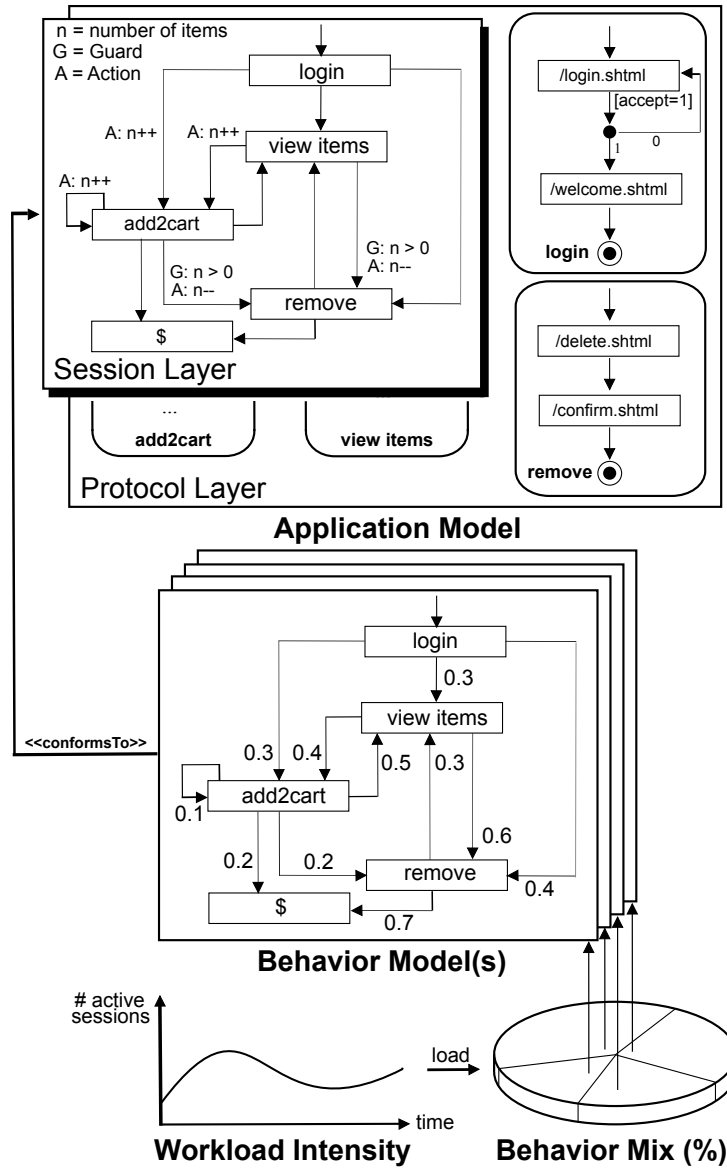 n = number of items
G = Guard
A = Action
login
A: n++
A: n++
view items
A: n++
add2cart
G: n > 0
A: n--
remove
$
Session Layer
/login.shtml
[accept=1]
0
1
/welcome.shtml
login
/delete.shtml
/confirm.shtml
remove
...
add2cart
...
view items
Protocol Layer
Application Model
login
0.3
view items
<<conformsTo>>
0.3
0.4
0.5
0.3
add2cart
0.1
0.6
0.2
0.2
remove
0.4
$
0.7
Behavior Model(s)
# active
sessions
load
time
Workload Intensity
Behavior Mix (%)